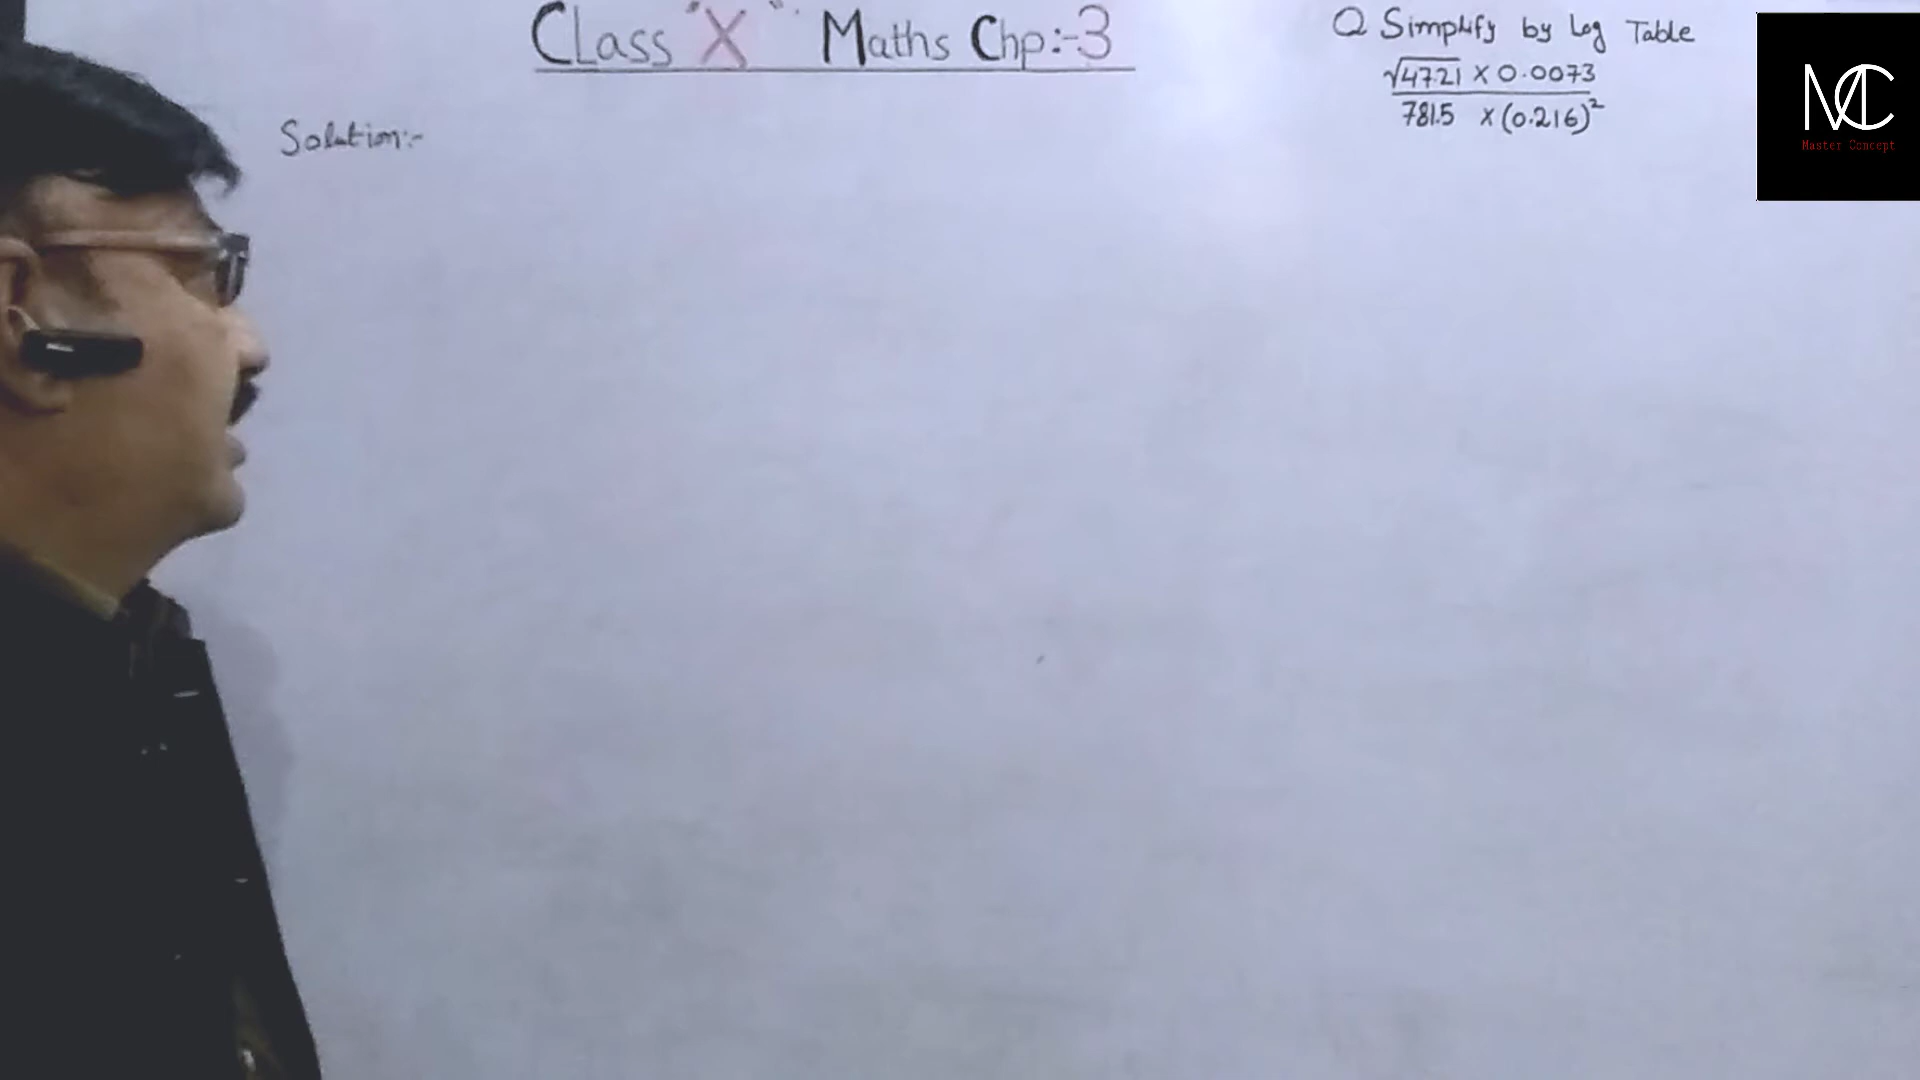 Class "X" Maths Chp:-3
Q Simplify by Log Table
√4721 × 0.0073
781.5 × (0.216)²
Solution:-
MC
Master Concept